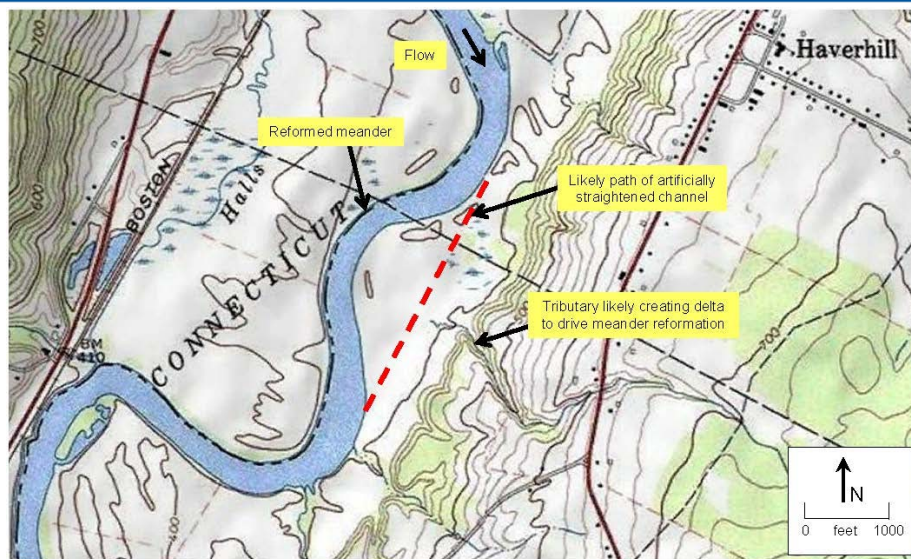 700
Flow
Haverhill
Reformed meander
600
BOSTON
Halls
Likely path of artificially
straightened channel
CONNECTICUT
Tributary likely creating delta
to drive meander reformation
700
BM
410
400
N
0 feet 1000